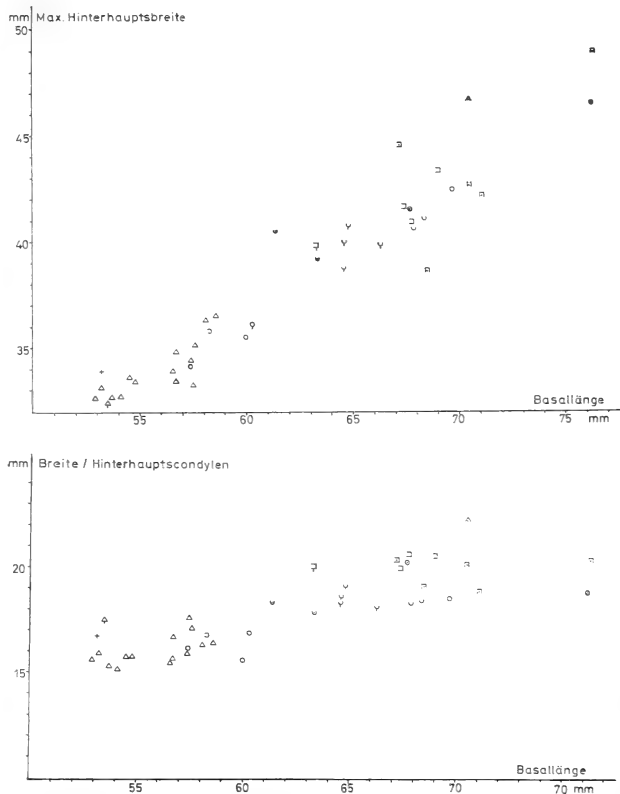 mm Max. Hinterhauptsbreite
50
45
40
35
Basallänge
55 60 65 70 75 mm
mm Breite / Hinterhauptscondylen
20
15
Basallänge
55 60 65 70 70 mm